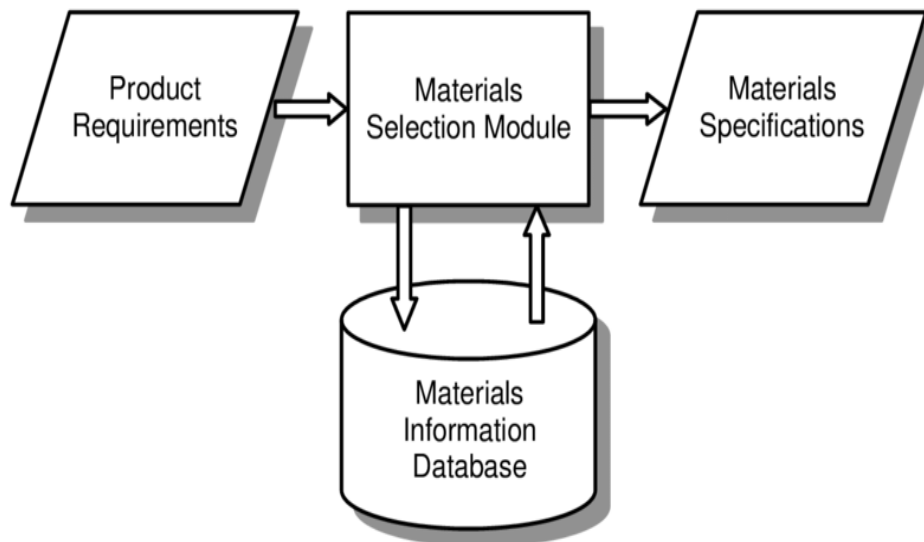 Product
Requirements
Materials
Selection Module
Materials
Specifications
Materials
Information
Database